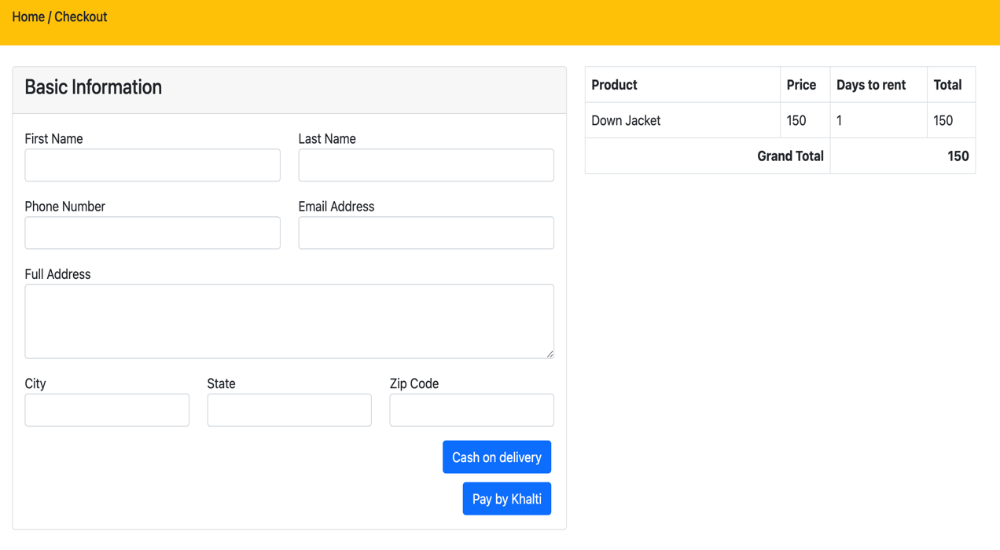 Home / Checkout
Basic Information
First Name Last Name
Phone Number Email Address
Full Address
City State Zip Code
Cash on delivery
Pay by Khalti
Product Price Days to rent Total
Down Jacket 150 1 150
Grand Total 150